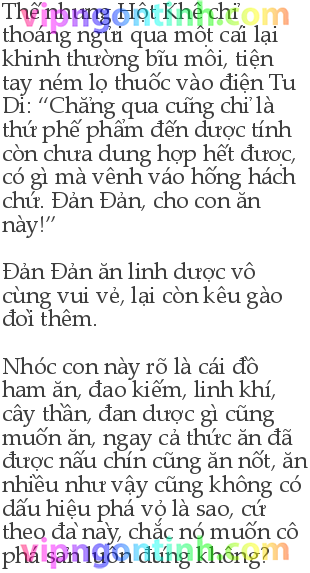 vipngontinh.com
Thế nhưng Hột Khê chỉ
thoáng ngửi qua một cái lại
khinh thường bĩu môi, tiện
tay ném lọ thuốc vào điện Tu
Di: “Chẳng qua cũng chỉ là
thứ phế phẩm đến dược tính
còn chưa dung hợp hết được,
có gì mà vênh váo hống hách
chứ. Đản Đản, cho con ăn
này!”
Đản Đản ăn linh dược vô
cùng vui vẻ, lại còn kêu gào
đòi thêm.
Nhóc con này rõ là cái đồ
ham ăn, đao kiếm, linh khí,
cây thần, đan dược gì cũng
muốn ăn, ngay cả thức ăn đã
được nấu chín cũng ăn nốt, ăn
nhiều như vậy cũng không có
dấu hiệu phá vỏ là sao, cứ
theo đà này, chắc nó muốn cô
phá sản luôn đúng không?
vipngontinh.com